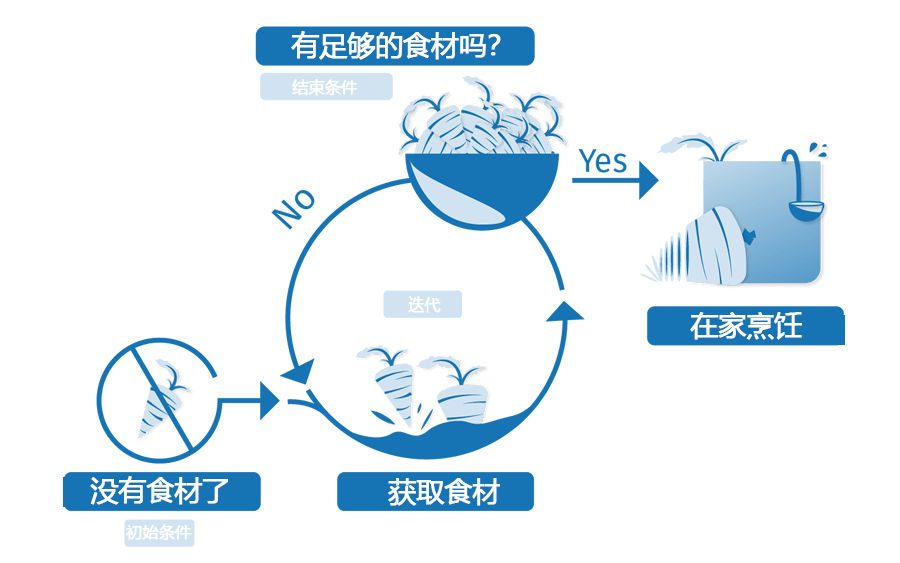 有足够的食材吗？
结束条件
Yes
No
迭代
在家烹饪
没有食材了
获取食材
初始条件